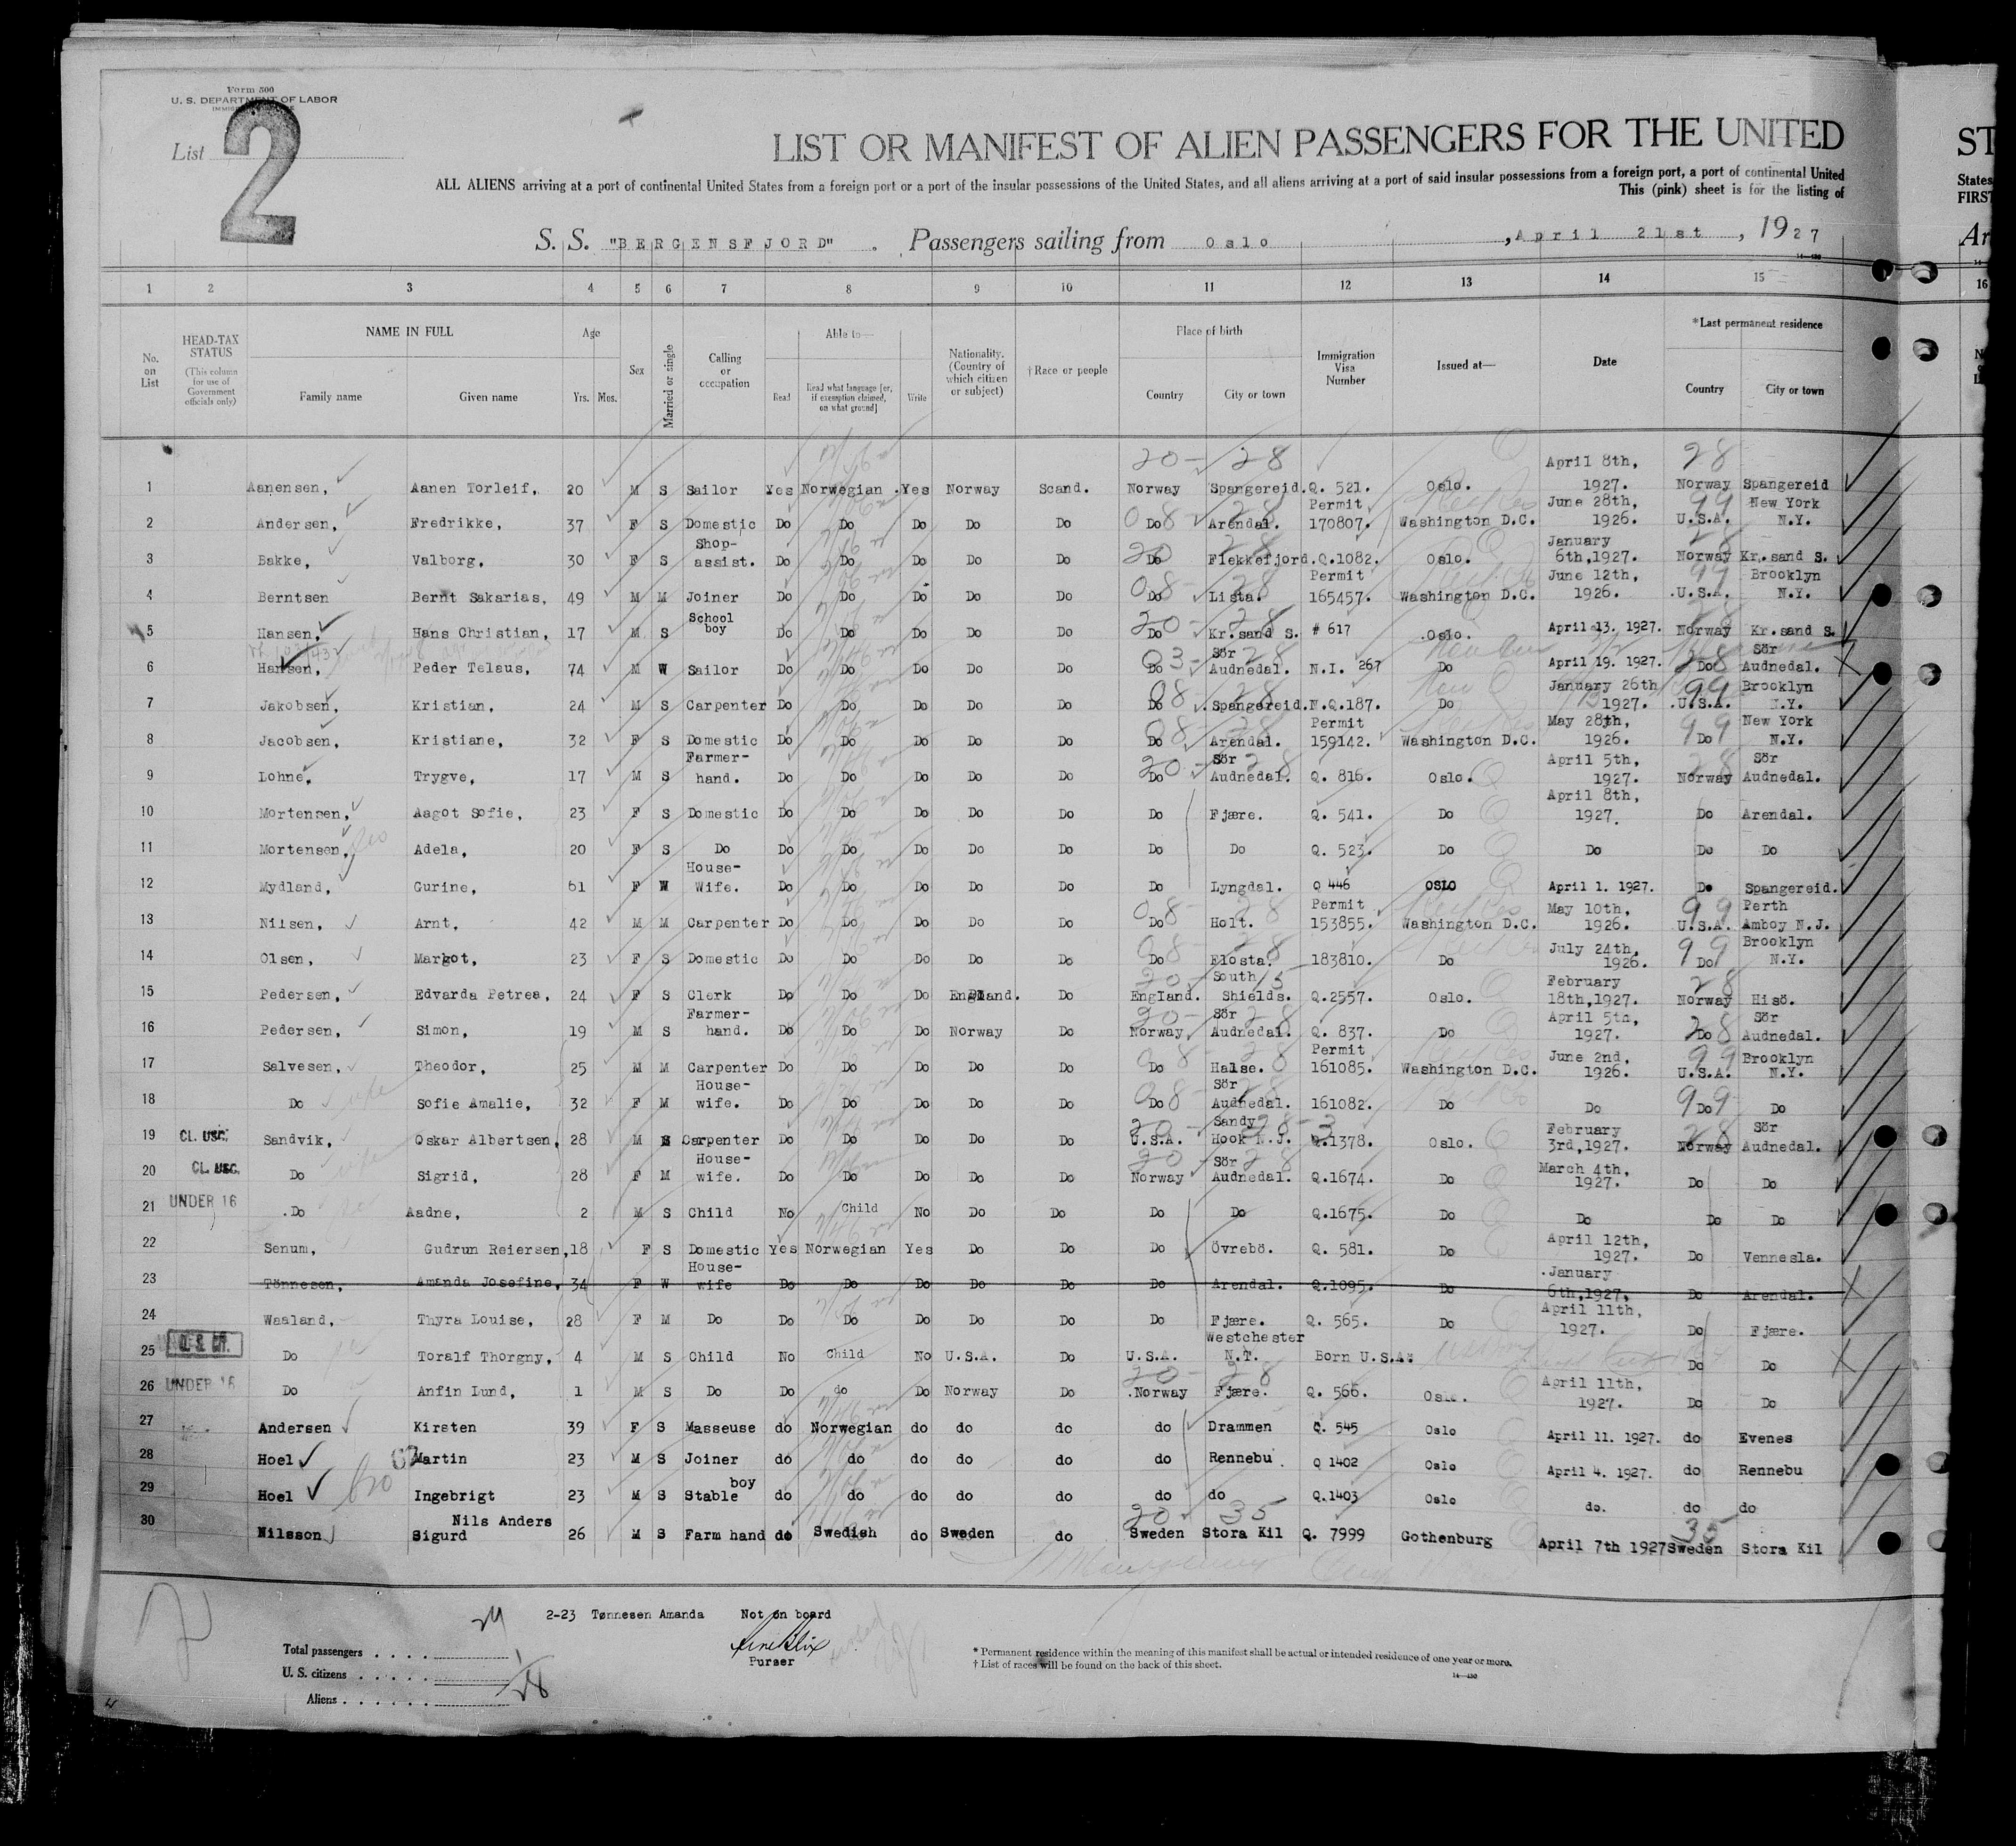 Form 500
U. S. DEPARTMENT OF LABOR
List 2
LIST OR MANIFEST OF ALIEN PASSENGERS FOR THE UNITED ST
ALL ALIENS arriving at a port of continental United States from a foreign port or a port of the insular possessions of the United States, and all aliens arriving at a port of said insular possessions from a foreign port, a port of continental United States
This (pink) sheet is for the listing of FIRST
S. S. "BERGENSFJORD". Passengers sailing from Oslo, April 21st, 1927 Ar
1 2 3 4 5 6 7 8 9 10 11 12 13 14 15 16
No. on List HEAD-TAX STATUS (This column for use of Government officials only) NAME IN FULL Family name Given name Age Yrs. Mos. Sex Married or single Calling or occupation Able to— Read Read what language [or, if exemption claimed, on what ground] Write Nationality. (Country of which citizen or subject) †Race or people Place of birth Country City or town Immigration Visa Number Issued at— Date *Last permanent residence Country City or town
1 Aanensen, Aanen Torleif, 20 M S Sailor Yes Norwegian Yes Norway Scand. Norway Spangereid. Q. 521. Oslo. April 8th, 1927. Norway Spangereid
2 Andersen, Fredrikke, 37 F S Domestic Do Do Do Do Do Do Arendal. Permit 170807. Washington D.C. June 28th, 1926. U.S.A. New York N.Y.
3 Bakke, Valborg, 30 F S Shop-assist. Do Do Do Do Do Do Flekkefjord. Q.1082. Oslo. January 6th,1927. Norway Kr.sand S.
4 Berntsen Bernt Sakarias, 49 M M Joiner Do Do Do Do Do Do Lista. Permit 165457. Washington D.C. June 12th, 1926. U.S.A. Brooklyn N.Y.
5 Hansen, Hans Christian, 17 M S School boy Do Do Do Do Do Do Kr.sand S. # 617 Oslo. April 13. 1927. Norway Kr.sand S.
6 Hansen, Peder Telaus, 74 M W Sailor Do Do Do Do Do Do Sör Audnedal. N.I. 267 Do April 19. 1927. Do Sör Audnedal.
7 Jakobsen, Kristian, 24 M S Carpenter Do Do Do Do Do Do Spangereid. N.Q.187. Do January 26th 1927. U.S.A. Brooklyn N.Y.
8 Jacobsen, Kristiane, 32 F S Domestic Do Do Do Do Do Do Arendal. Permit 159142. Washington D.C. May 28th, 1926. Do New York N.Y.
9 Lohne, Trygve, 17 M S Farmer-hand. Do Do Do Do Do Do Sör Audnedal. Q. 816. Oslo. April 5th, 1927. Norway Sör Audnedal.
10 Mortensen, Aagot Sofie, 23 F S Domestic Do Do Do Do Do Do Fjære. Q. 541. Do April 8th, 1927. Do Arendal.
11 Mortensen, Adela, 20 F S Do Do Do Do Do Do Do Do Q. 523. Do Do Do Do
12 Mydland, Gurine, 61 F W House-Wife. Do Do Do Do Do Do Lyngdal. Q 446 OSLO April 1. 1927. Do Spangereid.
13 Nilsen, Arnt, 42 M M Carpenter Do Do Do Do Do Do Holt. Permit 153855. Washington D.C. May 10th, 1926. U.S.A. Perth Amboy N.J.
14 Olsen, Margot, 23 F S Domestic Do Do Do Do Do Do Flosta. 183810. Do July 24th, 1926. Do Brooklyn N.Y.
15 Pedersen, Edvarda Petrea, 24 F S Clerk Do Do Do England. Do England. South Shields. Q.2557. Oslo. February 18th,1927. Norway Hisö.
16 Pedersen, Simon, 19 M S Farmer-hand. Do Do Do Norway Do Norway Sör Audnedal. Q. 837. Do April 5th, 1927. Do Sör Audnedal.
17 Salvesen, Theodor, 25 M M Carpenter Do Do Do Do Do Do Halse. Permit 161085. Washington D.C. June 2nd, 1926. U.S.A. Brooklyn N.Y.
18 Do Sofie Amalie, 32 F M House-wife. Do Do Do Do Do Do Sör Audnedal. 161082. Do Do Do Do
19 CL. USC. Sandvik, Oskar Albertsen, 28 M S Carpenter Do Do Do Do Do U.S.A. Sandy Hook N.J. Q.1378. Oslo. February 3rd,1927. Norway Sör Audnedal.
20 CL. USC. Do Sigrid, 28 F M House-wife. Do Do Do Do Do Norway Sör Audnedal. Q.1674. Do March 4th, 1927. Do Do
21 UNDER 16 Do Aadne, 2 M S Child No Child No Do Do Do Do Q.1675. Do Do Do Do
22 Senum, Gudrun Reiersen, 18 F S Domestic Yes Norwegian Yes Do Do Do Övrebö. Q. 581. Do April 12th, 1927. Do Vennesla.
23 Tönnesen, Amanda Josefine, 34 F W House-wife Do Do Do Do Do Do Arendal. Q.1095. Do January 6th,1927, Do Arendal.
24 Waaland, Thyra Louise, 28 F M Do Do Do Do Do Do Do Fjære. Q. 565. Do April 11th, 1927. Do Fjære.
25 U.S. CIT. Do Toralf Thorgny, 4 M S Child No Child No U.S.A. Do U.S.A. Westchester N.T. Born U.S.A. Do Do
26 UNDER 16 Do Anfin Lund, 1 M S Do Do do Do Norway Do Norway Fjære. Q. 566. Oslo. April 11th, 1927. Do Do
27 Andersen Kirsten 39 F S Masseuse do Norwegian do do do do Drammen Q. 545 Oslo April 11. 1927. do Evenes
28 Hoel Martin 23 M S Joiner do do do do do do Rennebu Q 1402 Oslo April 4. 1927. do Rennebu
29 Hoel Ingebrigt 23 M S Stable boy do do do do do do do Q.1403 Oslo do. do do
30 Nilsson Nils Anders Sigurd 26 M S Farm hand do Swedish do Sweden do Sweden Stora Kil Q. 7999 Gothenburg April 7th 1927 Sweden Stora Kil
2-23 Tønnesen Amanda Not on board
Purser
Total passengers 29
U. S. citizens 1
Aliens 28
* Permanent residence within the meaning of this manifest shall be actual or intended residence of one year or more.
† List of races will be found on the back of this sheet.